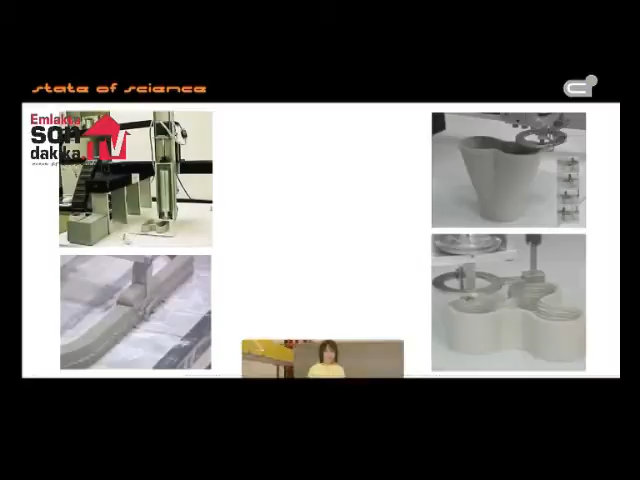 state of science
Emlakta
son
dakika
TV